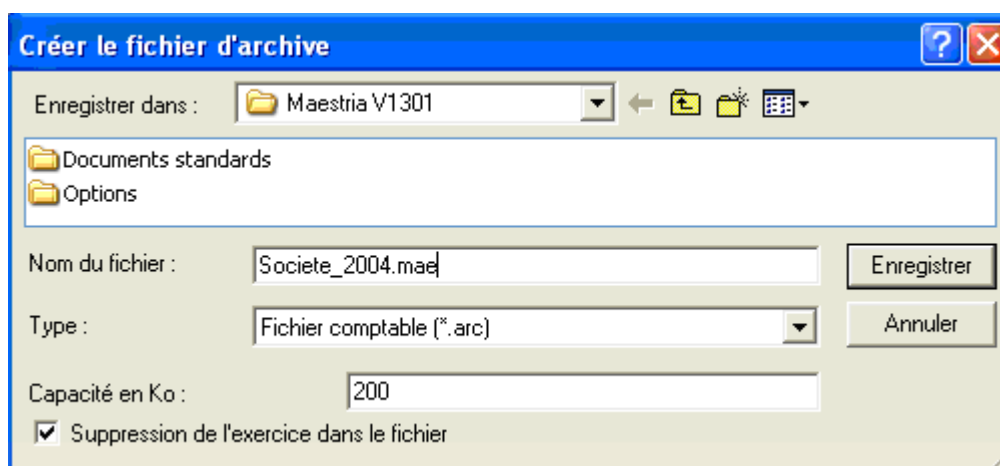 Créer le fichier d'archive
Enregistrer dans :
Maestria V1301
Documents standards
Options
Nom du fichier :
Societe_2004.mae
Enregistrer
Type :
Fichier comptable (*.arc)
Annuler
Capacité en Ko :
200
Suppression de l'exercice dans le fichier